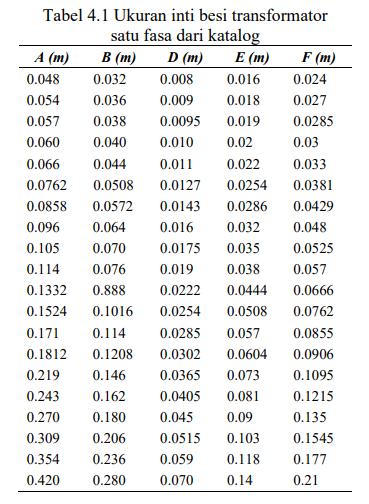 Tabel 4.1 Ukuran inti besi transformator
satu fasa dari katalog
A (m) B (m) D (m) E (m) F (m)
0.048 0.032 0.008 0.016 0.024
0.054 0.036 0.009 0.018 0.027
0.057 0.038 0.0095 0.019 0.0285
0.060 0.040 0.010 0.02 0.03
0.066 0.044 0.011 0.022 0.033
0.0762 0.0508 0.0127 0.0254 0.0381
0.0858 0.0572 0.0143 0.0286 0.0429
0.096 0.064 0.016 0.032 0.048
0.105 0.070 0.0175 0.035 0.0525
0.114 0.076 0.019 0.038 0.057
0.1332 0.888 0.0222 0.0444 0.0666
0.1524 0.1016 0.0254 0.0508 0.0762
0.171 0.114 0.0285 0.057 0.0855
0.1812 0.1208 0.0302 0.0604 0.0906
0.219 0.146 0.0365 0.073 0.1095
0.243 0.162 0.0405 0.081 0.1215
0.270 0.180 0.045 0.09 0.135
0.309 0.206 0.0515 0.103 0.1545
0.354 0.236 0.059 0.118 0.177
0.420 0.280 0.070 0.14 0.21